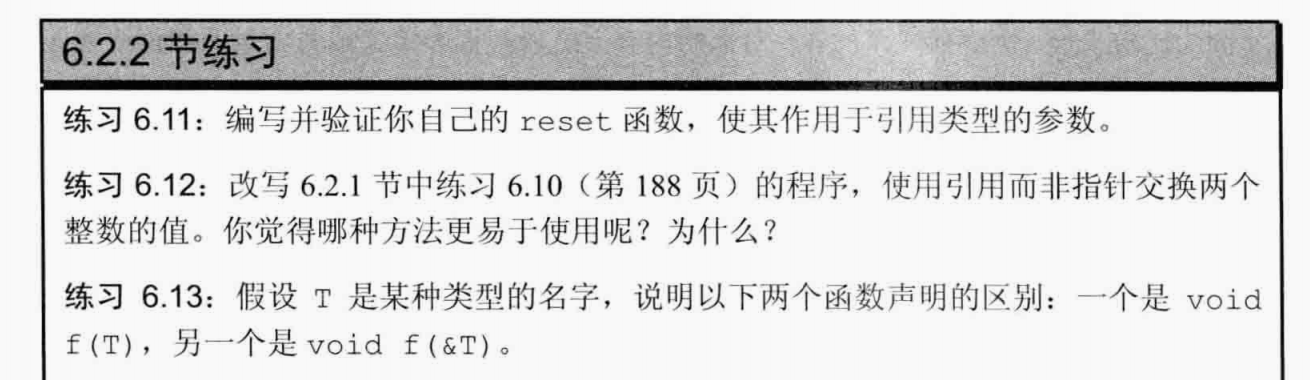 6.2.2 节练习
练习 6.11：编写并验证你自己的 reset 函数，使其作用于引用类型的参数。
练习 6.12：改写 6.2.1 节中练习 6.10（第 188 页）的程序，使用引用而非指针交换两个
整数的值。你觉得哪种方法更易于使用呢？为什么？
练习 6.13：假设 T 是某种类型的名字，说明以下两个函数声明的区别：一个是 void
f(T)，另一个是 void f(&T)。